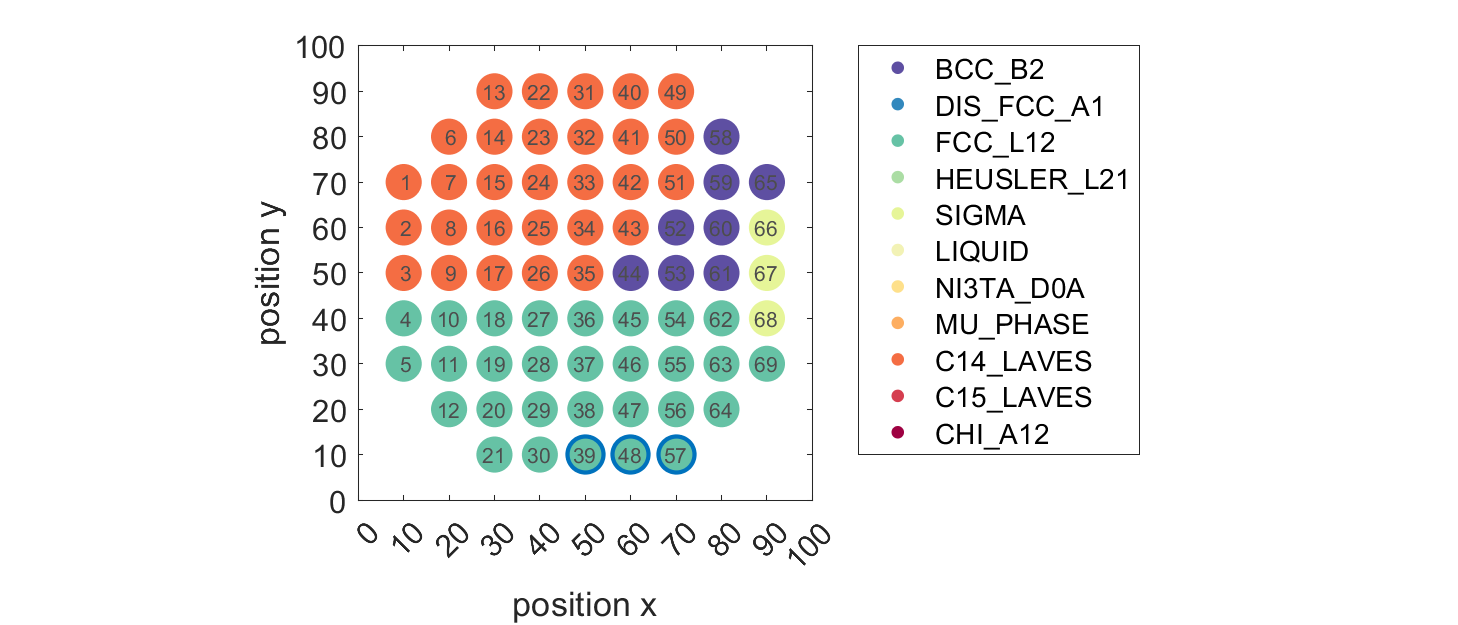 100
90
80
70
60
50
40
30
20
10
0
position y
13 22 31 40 49
6 14 23 32 41 50 58
1 7 15 24 33 42 51 59 65
2 8 16 25 34 43 52 60 66
3 9 17 26 35 44 53 61 67
4 10 18 27 36 45 54 62 68
5 11 19 28 37 46 55 63 69
12 20 29 38 47 56 64
21 30 39 48 57
0 10 20 30 40 50 60 70 80 90 100
position x
BCC_B2
DIS_FCC_A1
FCC_L12
HEUSLER_L21
SIGMA
LIQUID
NI3TA_D0A
MU_PHASE
C14_LAVES
C15_LAVES
CHI_A12